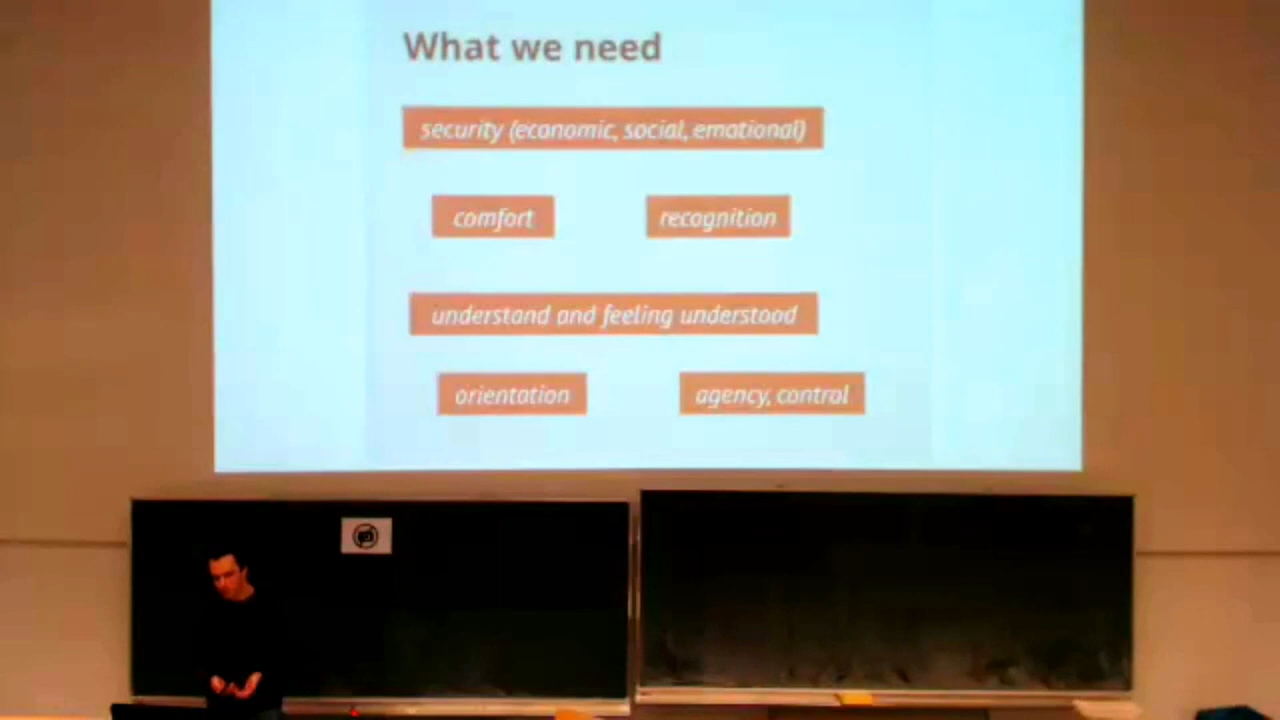 What we need
security (economic, social, emotional)
comfort
recognition
understand and feeling understood
orientation
agency, control